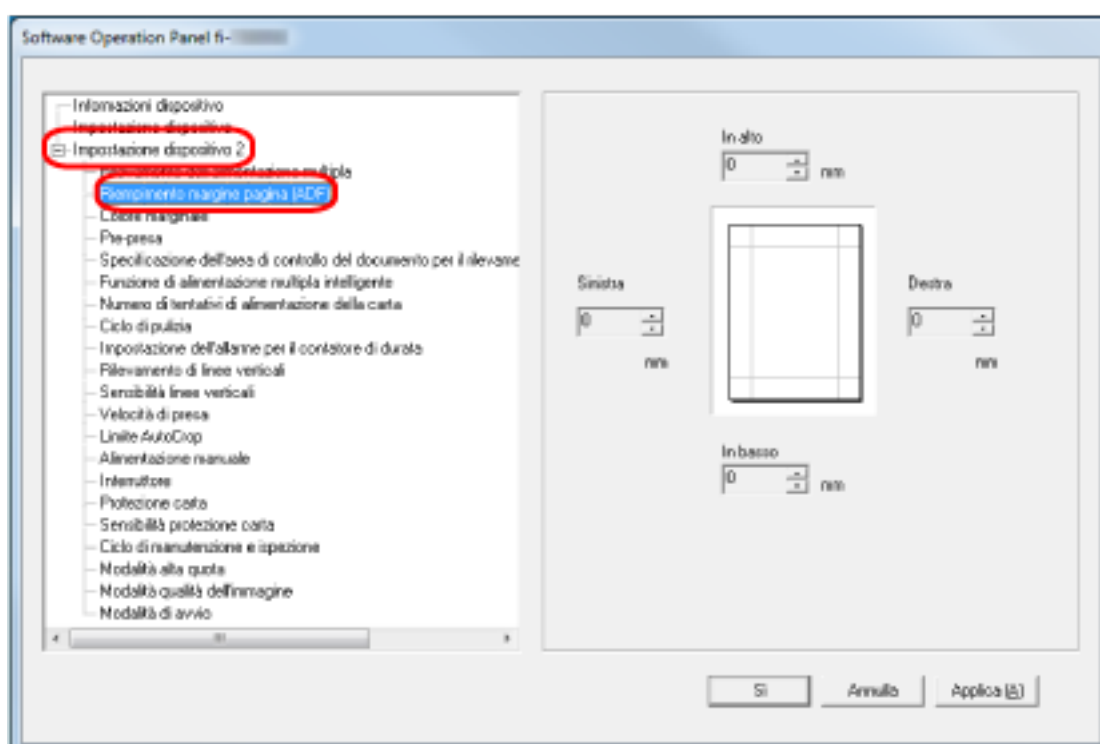 Software Operation Panel fi-
Informazioni dispositivo
Impostazione dispositivo
Impostazione dispositivo 2
multipla
Riempimento margine pagina (ADF)
Colore marginale
Pre-presa
Specificazione dell'area di controllo del documento per il rilevame
Funzione di alimentazione multipla intelligente
Numero di tentativi di alimentazione della carta
Ciclo di pulizia
Impostazione dell'allarme per il contatore di durata
Rilevamento di linee verticali
Sensibilità linee verticali
Velocità di presa
Limite AutoCrop
Alimentazione manuale
Interruttore
Protezione carta
Sensibilità protezione carta
Ciclo di manutenzione e ispezione
Modalità alta quota
Modalità qualità dell'immagine
Modalità di avvio
In alto
0 mm
Sinistra
0
mm
Destra
0
mm
In basso
0 mm
Sì
Annulla
Applica (A)